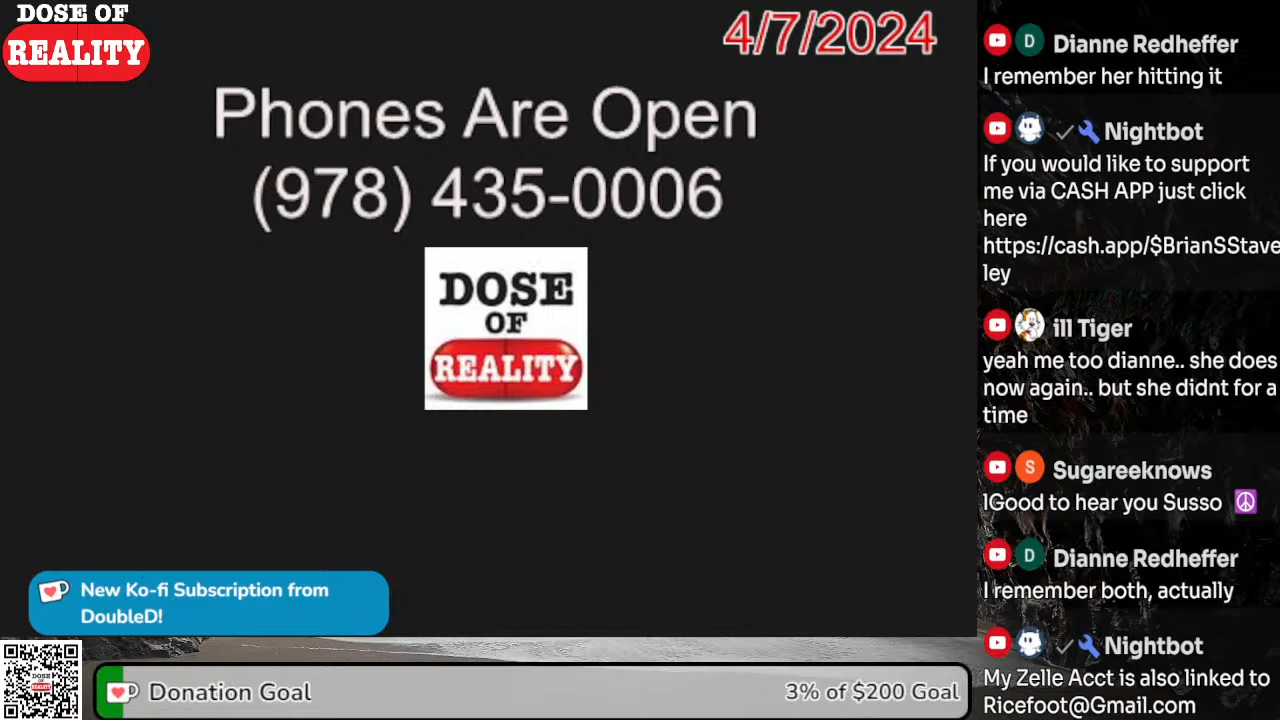 DOSE OF
REALITY
4/7/2024
Phones Are Open
(978) 435-0006
DOSE
OF
REALITY
New Ko-fi Subscription from
DoubleD!
Donation Goal
3% of $200 Goal
D Dianne Redheffer
I remember her hitting it
Nightbot
If you would like to support
me via CASH APP just click
here
https://cash.app/$BrianSStave
ley
ill Tiger
yeah me too dianne.. she does
now again.. but she didnt for a
time
S Sugareeknows
lGood to hear you Susso ☮
D Dianne Redheffer
I remember both, actually
Nightbot
My Zelle Acct is also linked to
Ricefoot@Gmail.com